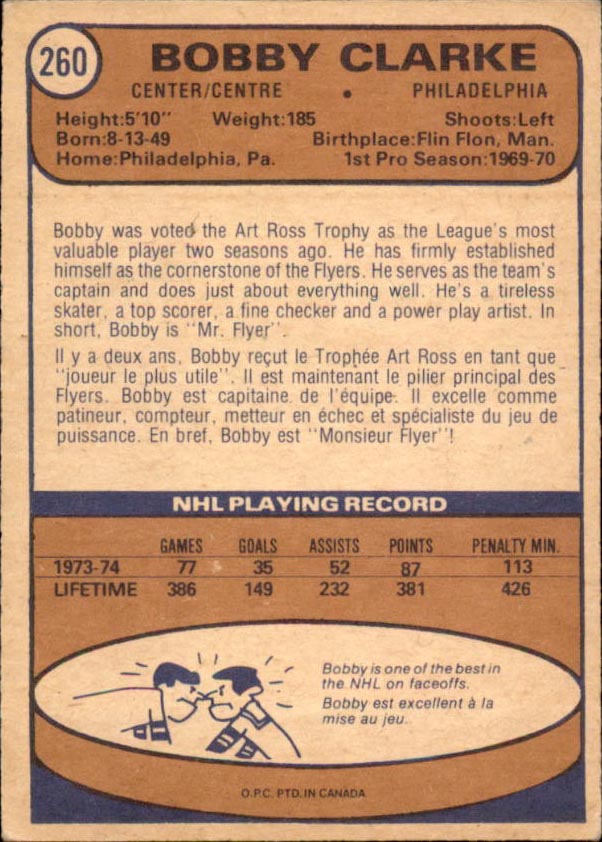 260
BOBBY CLARKE
CENTER/CENTRE • PHILADELPHIA
Height:5'10" Weight:185 Shoots:Left
Born:8-13-49 Birthplace:Flin Flon, Man.
Home:Philadelphia, Pa. 1st Pro Season:1969-70
Bobby was voted the Art Ross Trophy as the League's most
valuable player two seasons ago. He has firmly established
himself as the cornerstone of the Flyers. He serves as the team's
captain and does just about everything well. He's a tireless
skater, a top scorer, a fine checker and a power play artist. In
short, Bobby is "Mr. Flyer".
Il y a deux ans, Bobby reçut le Trophée Art Ross en tant que
"joueur le plus utile". Il est maintenant le pilier principal des
Flyers. Bobby est capitaine de l'équipe. Il excelle comme
patineur, compteur, metteur en échec et spécialiste du jeu de
puissance. En bref, Bobby est "Monsieur Flyer"!
NHL PLAYING RECORD
GAMES GOALS ASSISTS POINTS PENALTY MIN.
1973-74 77 35 52 87 113
LIFETIME 386 149 232 381 426
Bobby is one of the best in
the NHL on faceoffs.
Bobby est excellent à la
mise au jeu.
O.P.C. PTD. IN CANADA